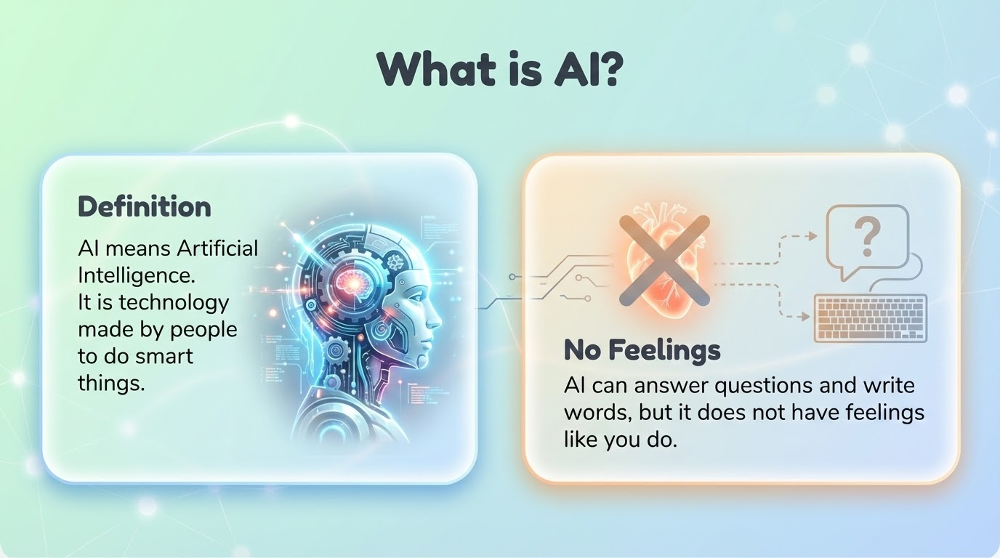 What is AI?
Definition
AI means Artificial
Intelligence.
It is technology
made by people
to do smart
things.
No Feelings
AI can answer questions and write
words, but it does not have feelings
like you do.
?